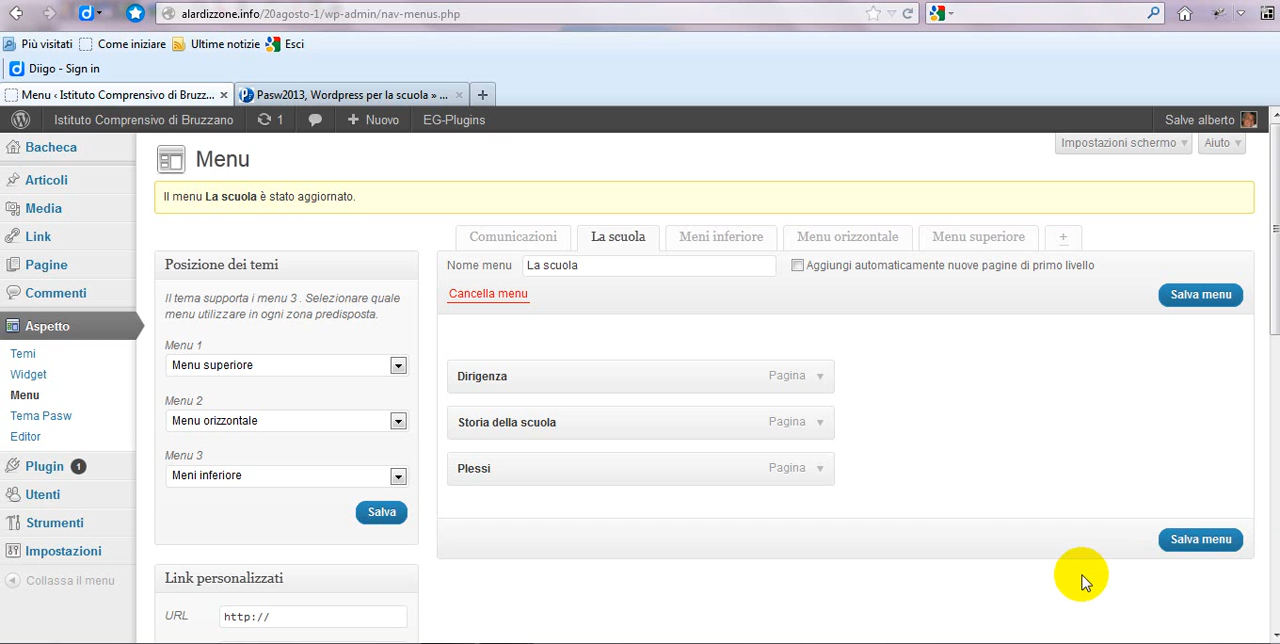 alardizzone.info/20agosto-1/wp-admin/nav-menus.php
Più visitati Come iniziare Ultime notizie Esci
Diigo - Sign in
Menu ‹ Istituto Comprensivo di Bruzz... × Pasw2013, Wordpress per la scuola » ... × +
Istituto Comprensivo di Bruzzano 1 + Nuovo EG-Plugins Salve alberto
Impostazioni schermo Aiuto
Bacheca
Articoli
Media
Link
Pagine
Commenti
Aspetto
Temi
Widget
Menu
Tema Pasw
Editor
Plugin 1
Utenti
Strumenti
Impostazioni
Collassa il menu
Menu
Il menu La scuola è stato aggiornato.
Posizione dei temi
Il tema supporta i menu 3 . Selezionare quale
menu utilizzare in ogni zona predisposta.
Menu 1
Menu superiore
Menu 2
Menu orizzontale
Menu 3
Meni inferiore
Salva
Link personalizzati
URL http://
Comunicazioni La scuola Meni inferiore Menu orizzontale Menu superiore +
Nome menu La scuola Aggiungi automaticamente nuove pagine di primo livello
Cancella menu Salva menu
Dirigenza Pagina
Storia della scuola Pagina
Plessi Pagina
Salva menu